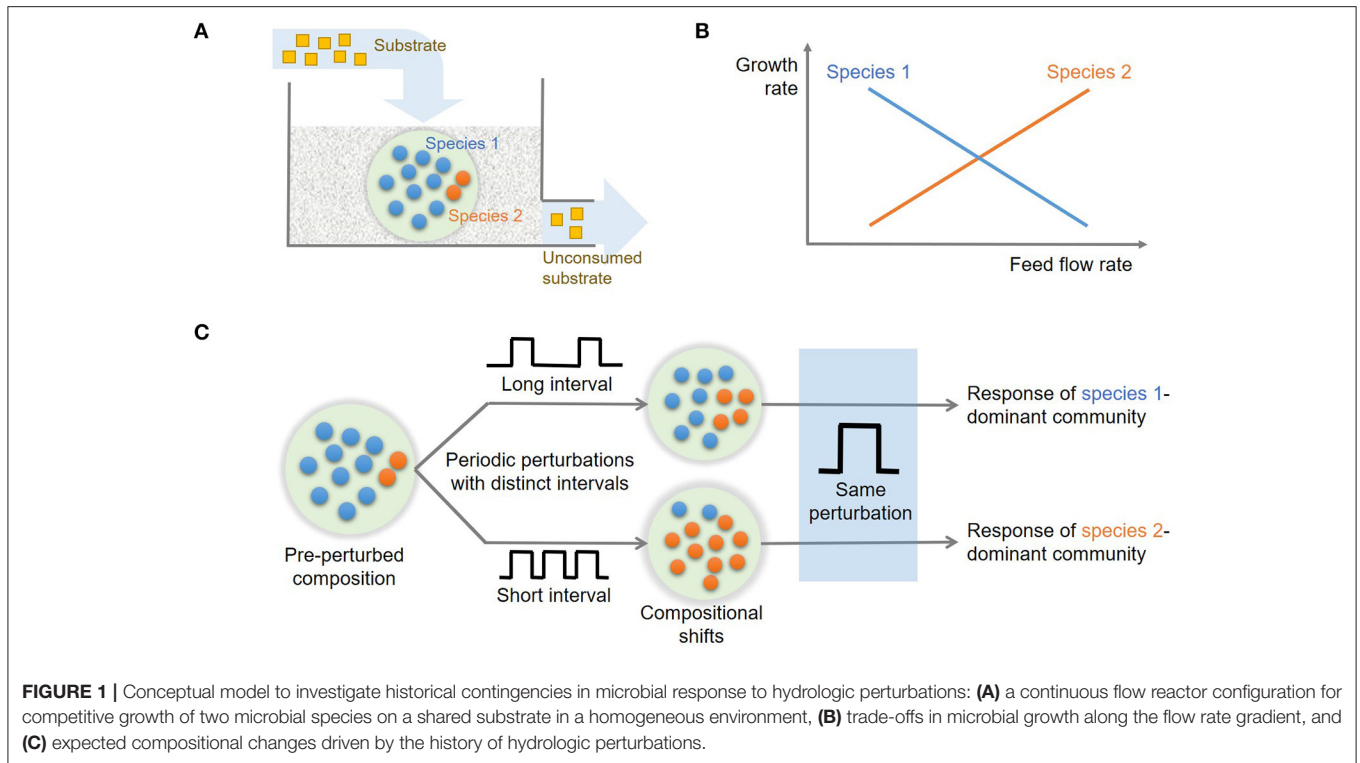 A
Substrate
Species 1
Species 2
Unconsumed
substrate
B
Growth
rate
Species 1
Species 2
Feed flow rate
C
Pre-perturbed
composition
Long interval
Periodic perturbations
with distinct intervals
Short interval
Compositional
shifts
Same
perturbation
Response of species 1-
dominant community
Response of species 2-
dominant community
FIGURE 1 | Conceptual model to investigate historical contingencies in microbial response to hydrologic perturbations: (A) a continuous flow reactor configuration for
competitive growth of two microbial species on a shared substrate in a homogeneous environment, (B) trade-offs in microbial growth along the flow rate gradient, and
(C) expected compositional changes driven by the history of hydrologic perturbations.